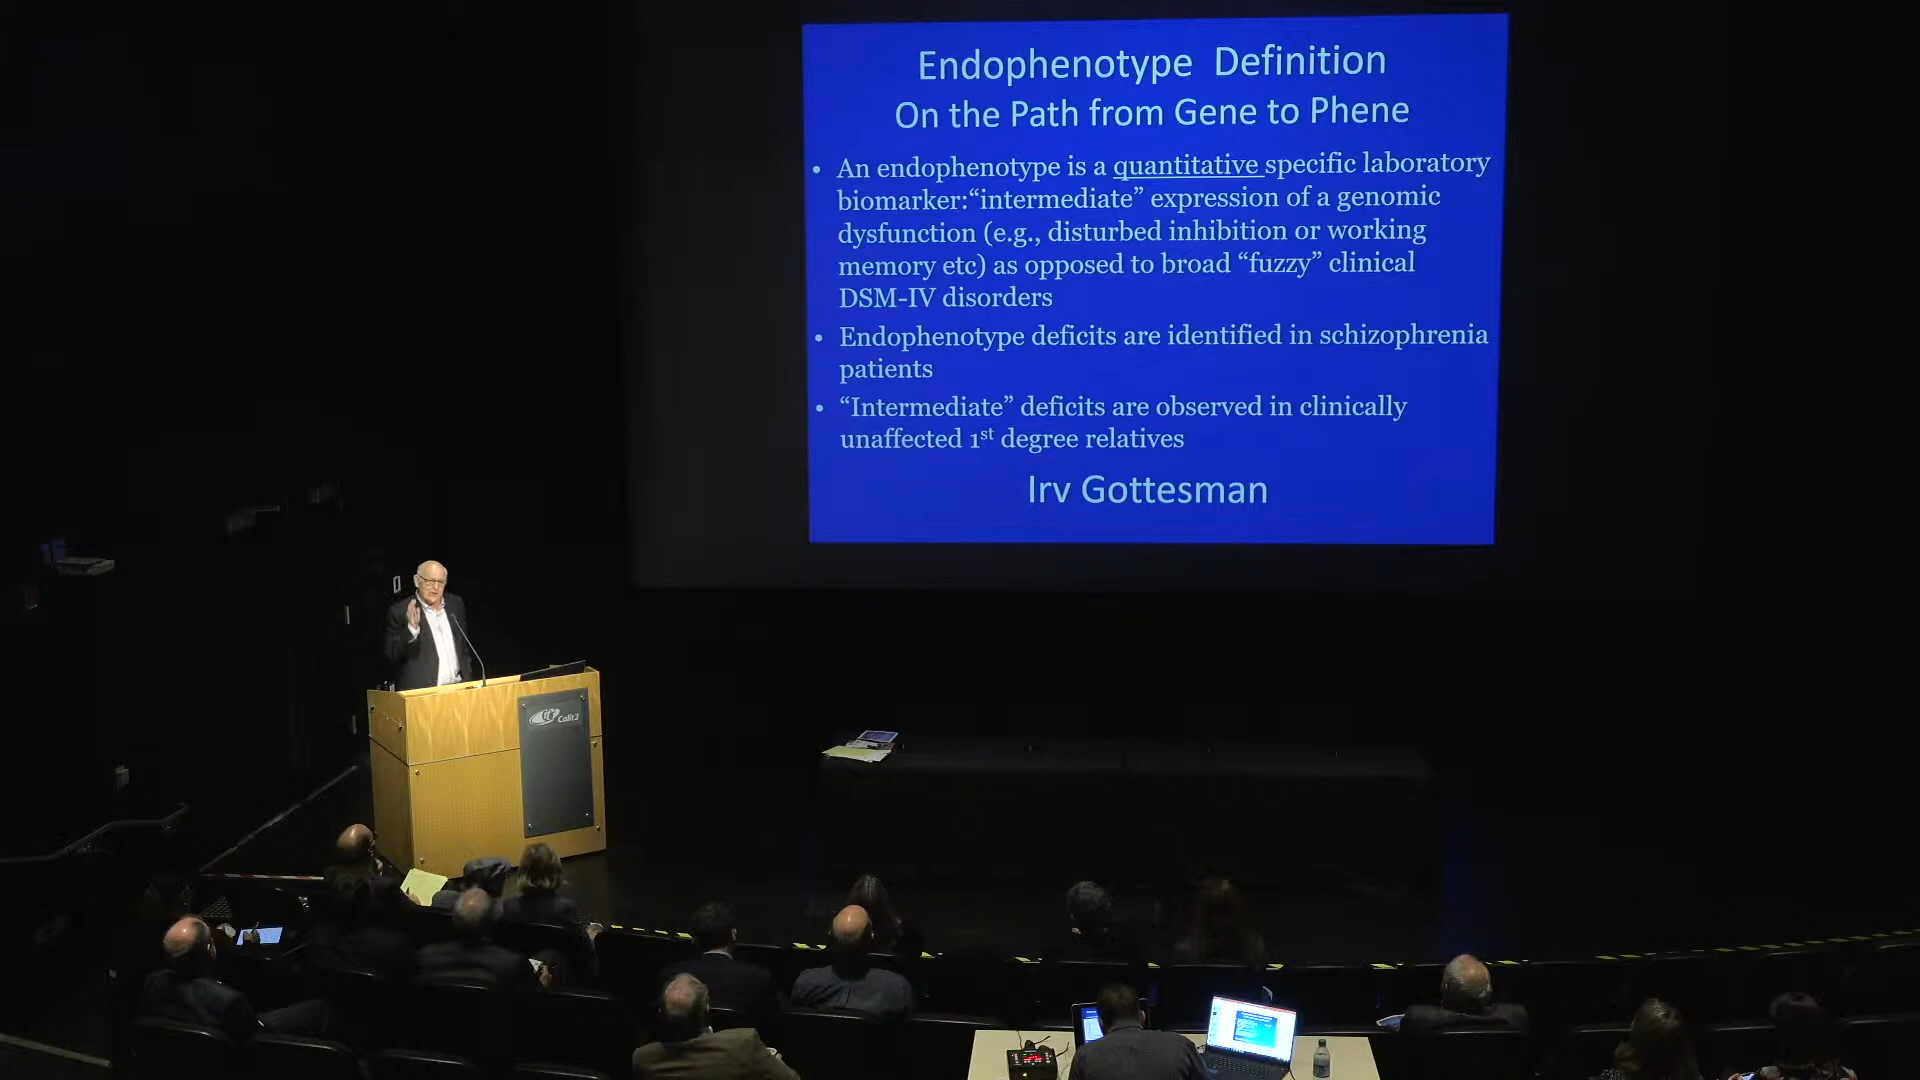 Endophenotype Definition
On the Path from Gene to Phene
• An endophenotype is a quantitative specific laboratory
biomarker:“intermediate” expression of a genomic
dysfunction (e.g., disturbed inhibition or working
memory etc) as opposed to broad “fuzzy” clinical
DSM-IV disorders
• Endophenotype deficits are identified in schizophrenia
patients
• “Intermediate” deficits are observed in clinically
unaffected 1st degree relatives
Irv Gottesman
Calit2